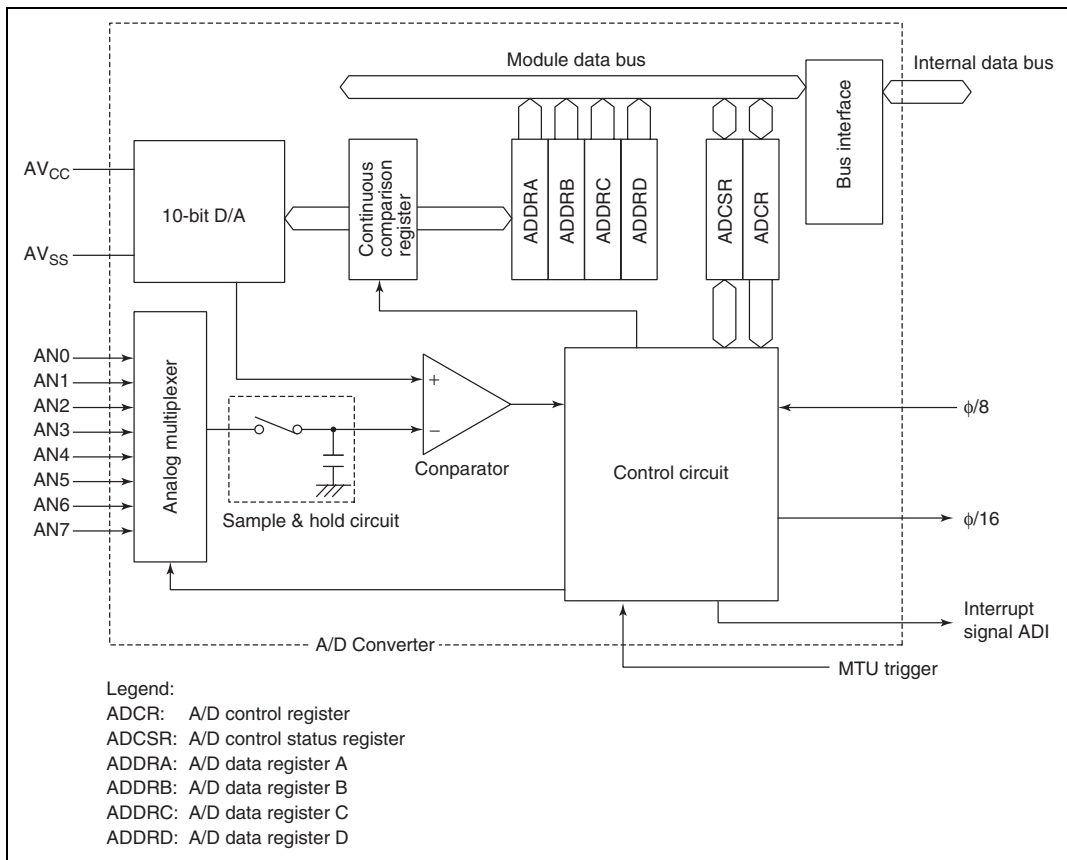 Module data bus
Internal data bus
Bus interface
AVCC
10-bit D/A
AVSS
Continuous
comparison
register
ADDRA
ADDRB
ADDRC
ADDRD
ADCSR
ADCR
AN0
AN1
AN2
AN3
AN4
AN5
AN6
AN7
Analog multiplexer
+
−
Conparator
Sample & hold circuit
Control circuit
ϕ/8
ϕ/16
Interrupt
signal ADI
A/D Converter
MTU trigger
Legend:
ADCR: A/D control register
ADCSR: A/D control status register
ADDRA: A/D data register A
ADDRB: A/D data register B
ADDRC: A/D data register C
ADDRD: A/D data register D